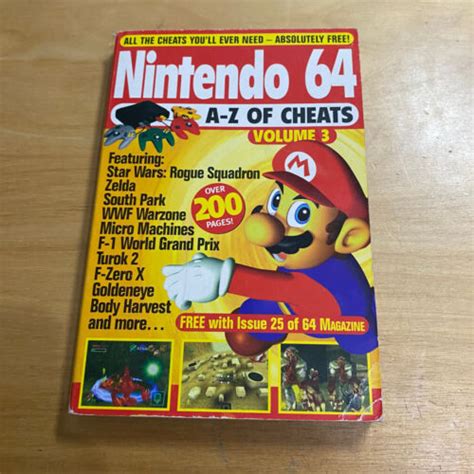 ALL THE CHEATS YOU'LL EVER NEED – ABSOLUTELY FREE!
Nintendo 64
A-Z OF CHEATS
VOLUME 3
Featuring:
Star Wars: Rogue Squadron
Zelda
South Park
WWF Warzone
Micro Machines
F-1 World Grand Prix
Turok 2
F-Zero X
Goldeneye
Body Harvest
and more...
OVER
200
PAGES!
M
FREE with Issue 25 of 64 MAGAZINE